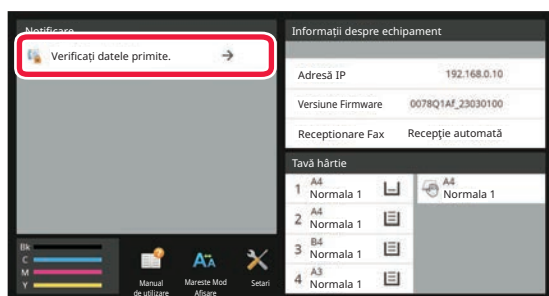 Notificare
Verificați datele primite.
Informații despre echipament
Adresă IP 192.168.0.10
Versiune Firmware 0078Q1Af_23030100
Receptionare Fax Recepție automată
Tavă hârtie
1 A4 Normala 1
A4 Normala 1
2 A4 Normala 1
3 B4 Normala 1
4 A3 Normala 1
Bk
C
M
Y
Manual de utilizare
Mareste Mod Afisare
Setari